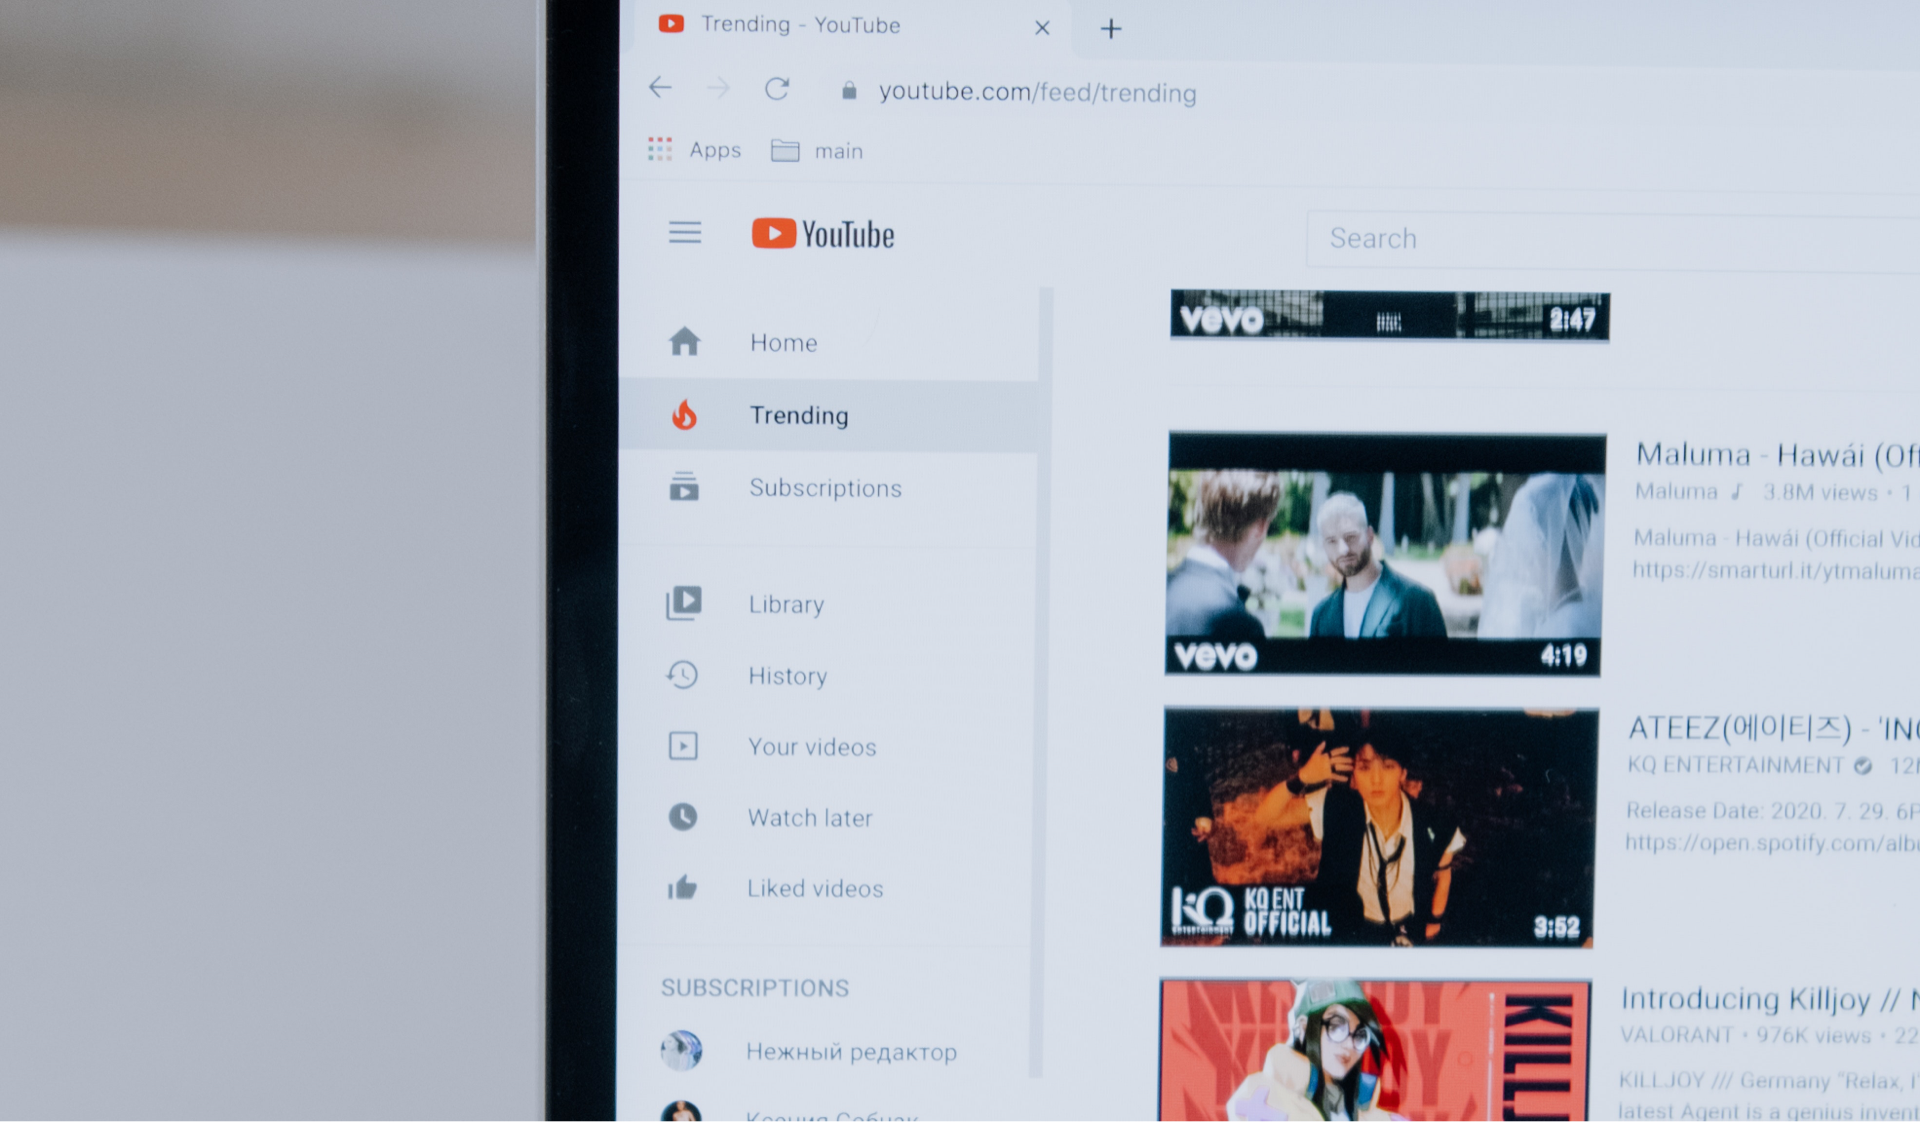 Trending - YouTube
youtube.com/feed/trending
Apps main
YouTube
Search
Home
Trending
Subscriptions
Library
History
Your videos
Watch later
Liked videos
SUBSCRIPTIONS
Нежный редактор
Ксения Собчак
vevo 2:47
Maluma - Hawái (Of
Maluma 3.8M views • 1
Maluma - Hawái (Official Vid
https://smarturl.it/ytmaluma
vevo 4:19
ATEEZ(에이티즈) - 'IN
KQ ENTERTAINMENT 12
Release Date: 2020. 7. 29. 6P
https://open.spotify.com/alb
KQ
ENTERTAINMENT
KQ ENT
OFFICIAL
3:52
Introducing Killjoy //
VALORANT • 976K views • 22
KILLJOY /// Germany "Relax, I
latest Agent is a genius invent
KILLJ